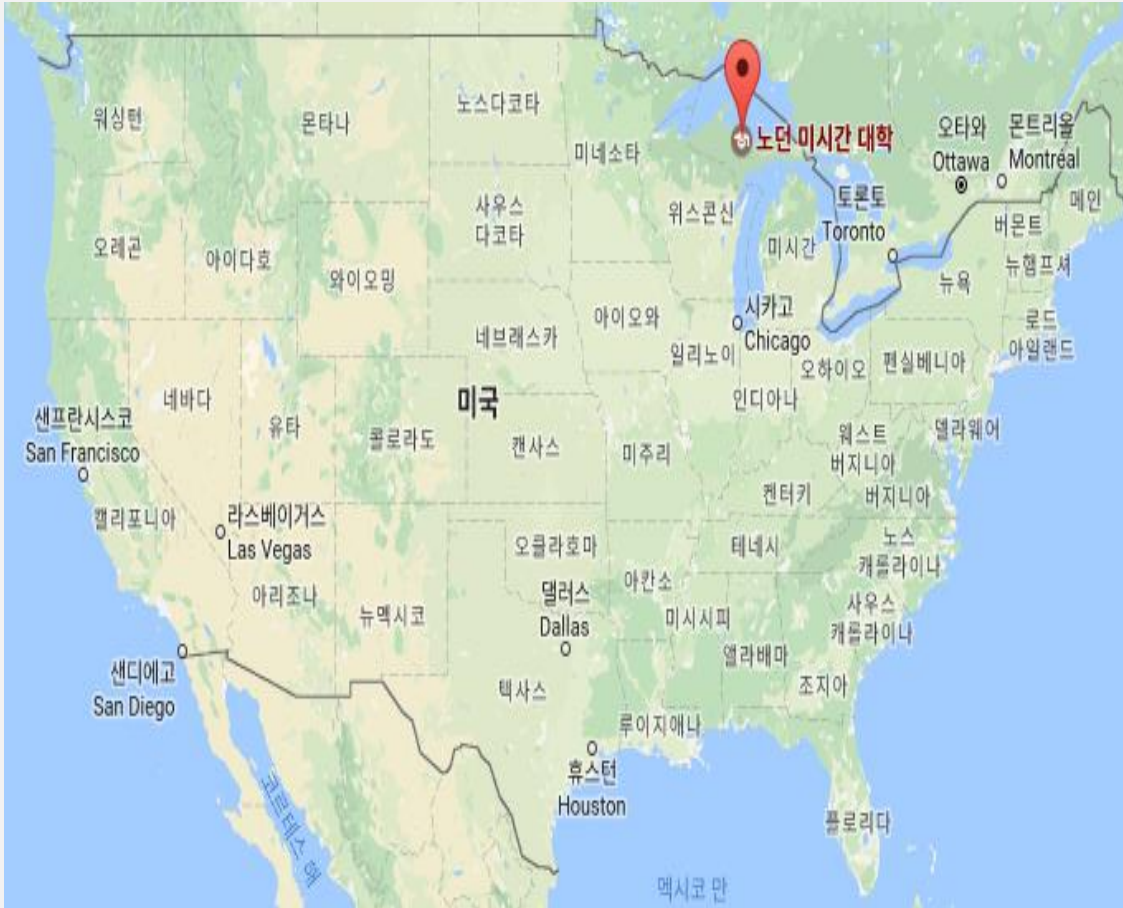 노스다코타
워싱턴
몬타나
노던 미시간 대학
오타와
Ottawa
몬트리올
Montréal
미네소타
메인
사우스
다코타
위스콘신
토론토
Toronto
버몬트
오레곤
미시간
아이다호
뉴햄프셔
와이오밍
뉴욕
시카고
Chicago
아이오와
로드
아일랜드
네브래스카
일리노이
오하이오
펜실베니아
네바다
미국
인디아나
샌프란시스코
San Francisco
유타
콜로라도
캔사스
미주리
웨스트
버지니아
델라웨어
켄터키
버지니아
캘리포니아
라스베이거스
Las Vegas
오클라호마
테네시
노스
캐롤라이나
아리조나
뉴멕시코
댈러스
Dallas
아칸소
미시시피
사우스
캐롤라이나
앨라배마
샌디에고
San Diego
텍사스
조지아
루이지애나
휴스턴
Houston
코르테스 해
플로리다
멕시코 만